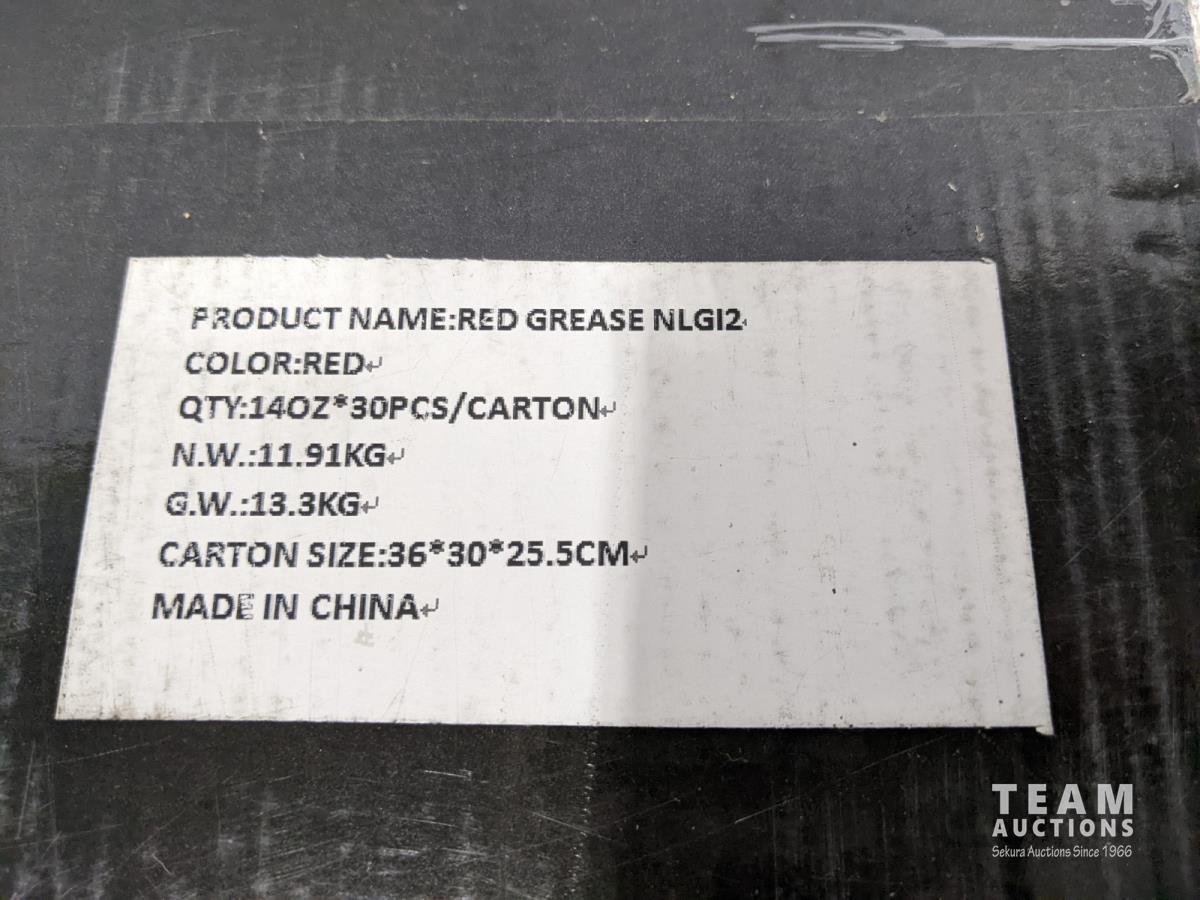 PRODUCT NAME:RED GREASE NLGI2↵
COLOR:RED↵
QTY:14OZ*30PCS/CARTON↵
N.W.:11.91KG↵
G.W.:13.3KG↵
CARTON SIZE:36*30*25.5CM↵
MADE IN CHINA↵
TEAM
AUCTIONS
Sekura Auctions Since 1966